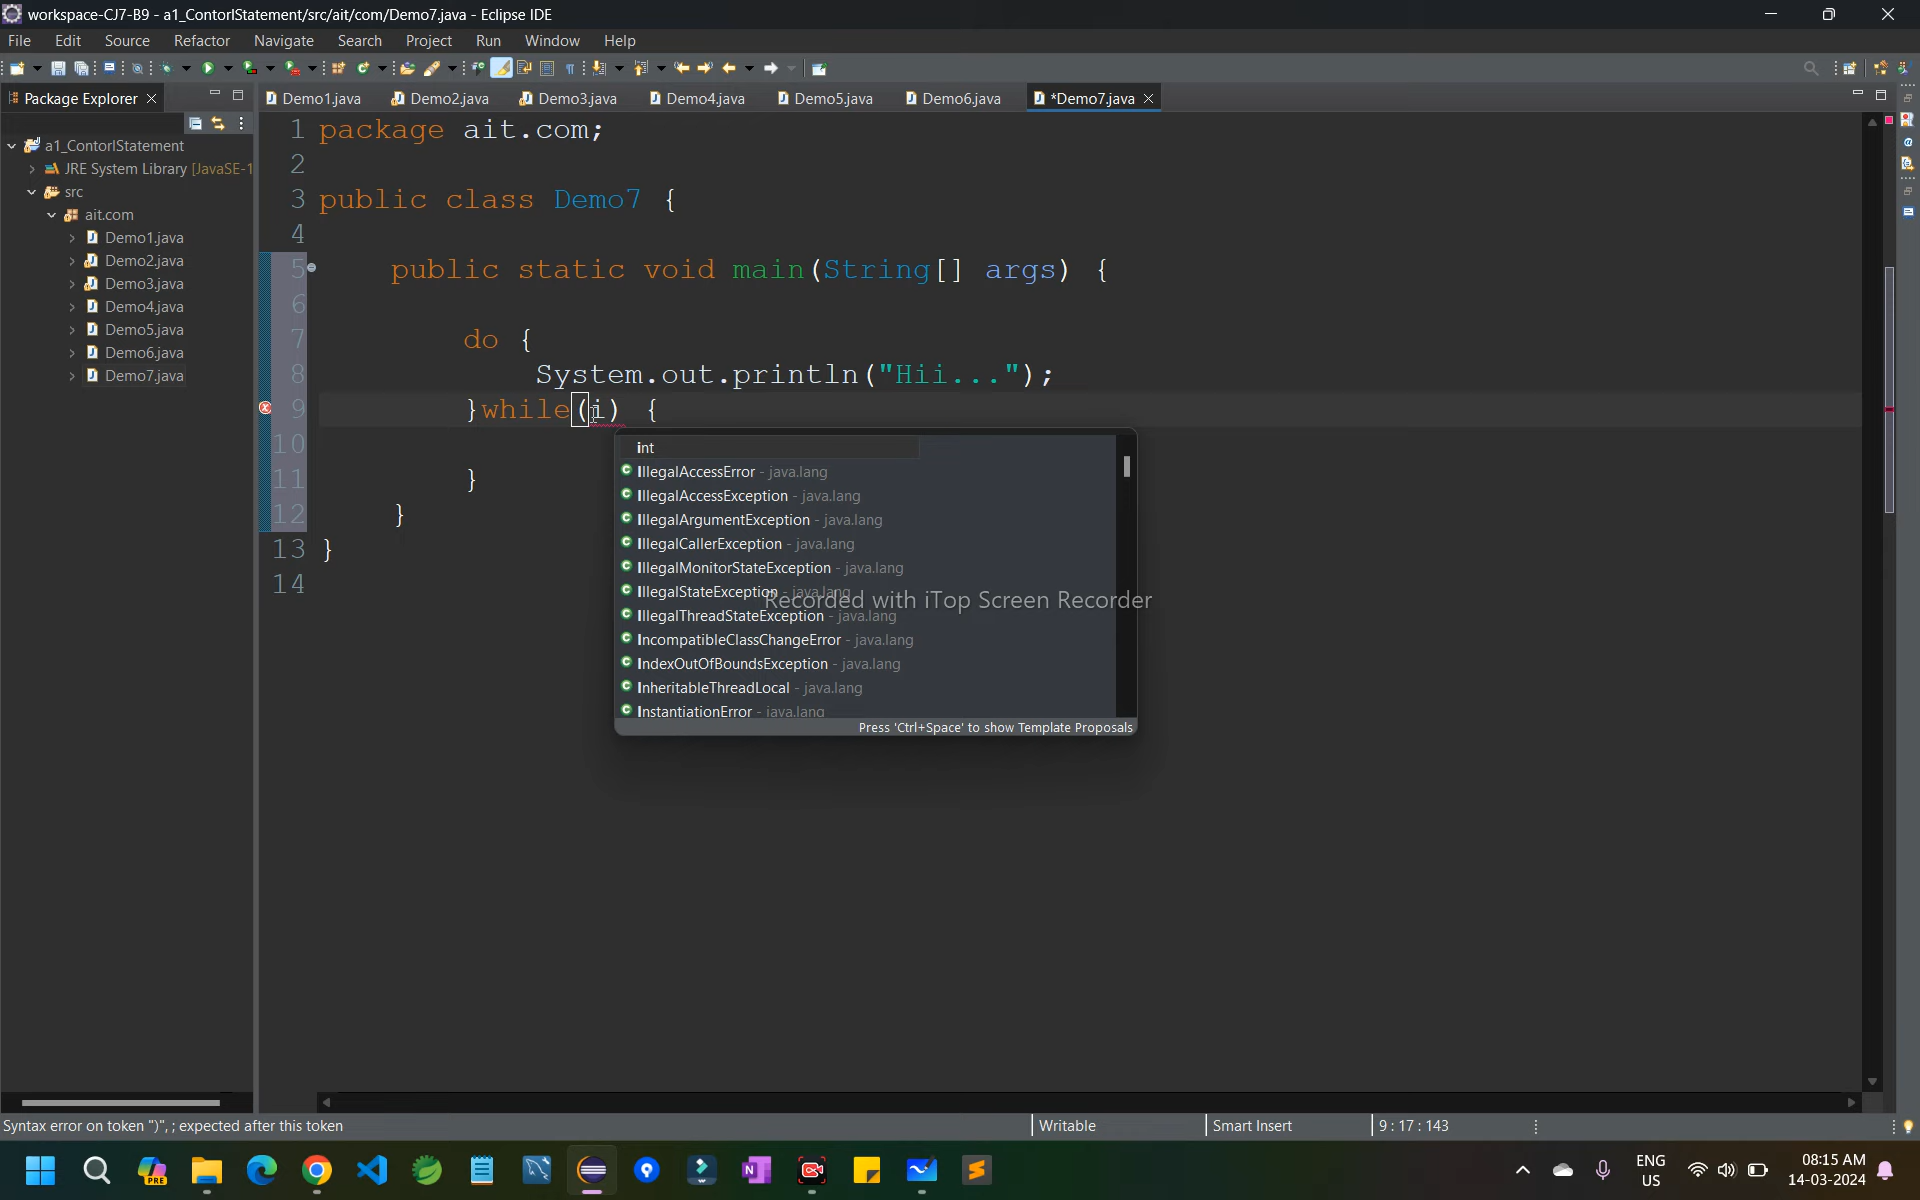 workspace-CJ7-B9 - a1_ContorlStatement/src/ait/com/Demo7.java - Eclipse IDE
File Edit Source Refactor Navigate Search Project Run Window Help
Package Explorer
Demo1.java Demo2.java Demo3.java Demo4.java Demo5.java Demo6.java *Demo7.java
a1_ContorlStatement
JRE System Library [JavaSE-1
src
ait.com
Demo1.java
Demo2.java
Demo3.java
Demo4.java
Demo5.java
Demo6.java
Demo7.java
1 package ait.com;
2
3 public class Demo7 {
4
5 public static void main(String[] args) {
6
7 do {
8 System.out.println("Hii...");
9 }while(i) {
10
11 }
12 }
13 }
14
int
IllegalAccessError - java.lang
IllegalAccessException - java.lang
IllegalArgumentException - java.lang
IllegalCallerException - java.lang
IllegalMonitorStateException - java.lang
IllegalStateException - java.lang
IllegalThreadStateException - java.lang
IncompatibleClassChangeError - java.lang
IndexOutOfBoundsException - java.lang
InheritableThreadLocal - java.lang
InstantiationError - java.lang
Press 'Ctrl+Space' to show Template Proposals
Recorded with iTop Screen Recorder
Syntax error on token ")", ; expected after this token
Writable
Smart Insert
9 : 17 : 143
PRE
ENG
US
08:15 AM
14-03-2024